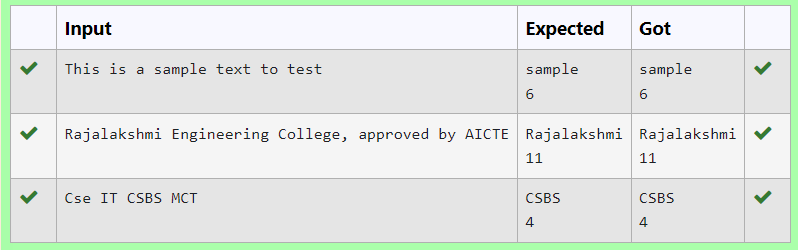 Input Expected Got
This is a sample text to test sample sample
6 6
Rajalakshmi Engineering College, approved by AICTE Rajalakshmi Rajalakshmi
11 11
Cse IT CSBS MCT CSBS CSBS
4 4